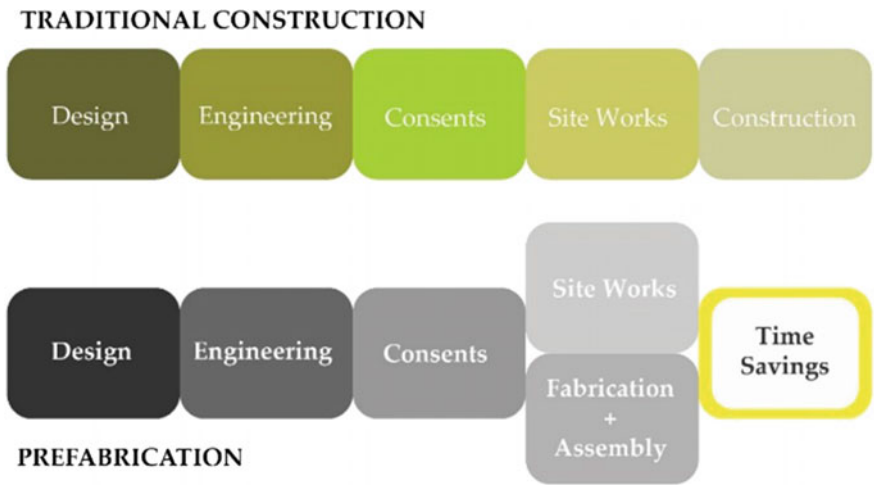 TRADITIONAL CONSTRUCTION
Design
Engineering
Consents
Site Works
Construction
Site Works
Design
Engineering
Consents
Fabrication
+
Assembly
Time
Savings
PREFABRICATION